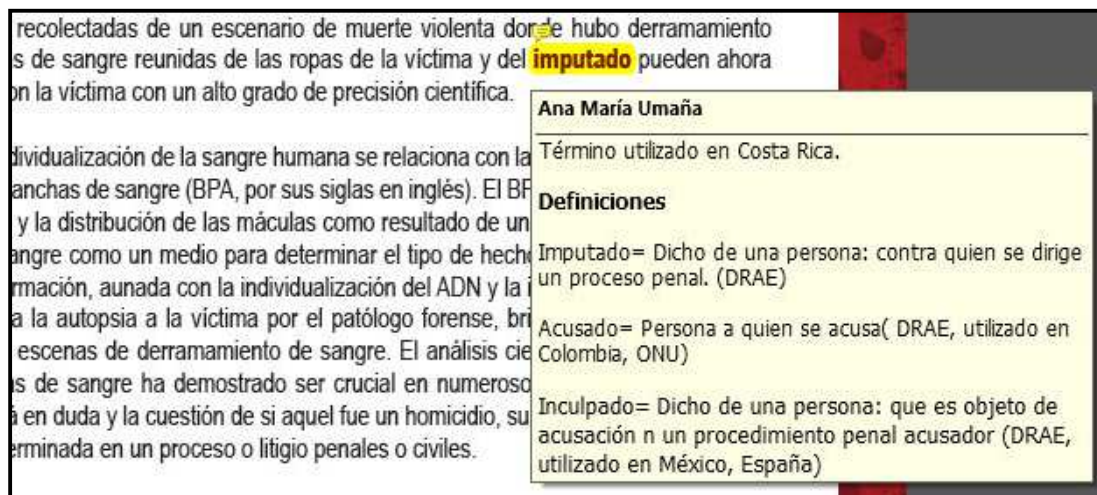 recolectadas de un escenario de muerte violenta donde hubo derramamiento
s de sangre reunidas de las ropas de la víctima y del imputado pueden ahora
on la víctima con un alto grado de precisión científica.
dividualización de la sangre humana se relaciona con la
anchas de sangre (BPA, por sus siglas en inglés). El BP
y la distribución de las máculas como resultado de un
angre como un medio para determinar el tipo de hech
rmación, aunada con la individualización del ADN y la i
a la autopsia a la víctima por el patólogo forense, bri
escenas de derramamiento de sangre. El análisis cie
as de sangre ha demostrado ser crucial en numeroso
á en duda y la cuestión de si aquel fue un homicidio, su
erminada en un proceso o litigio penales o civiles.
Ana María Umaña
Término utilizado en Costa Rica.
Definiciones
Imputado= Dicho de una persona: contra quien se dirige
un proceso penal. (DRAE)
Acusado= Persona a quien se acusa( DRAE, utilizado en
Colombia, ONU)
Inculpado= Dicho de una persona: que es objeto de
acusación n un procedimiento penal acusador (DRAE,
utilizado en México, España)